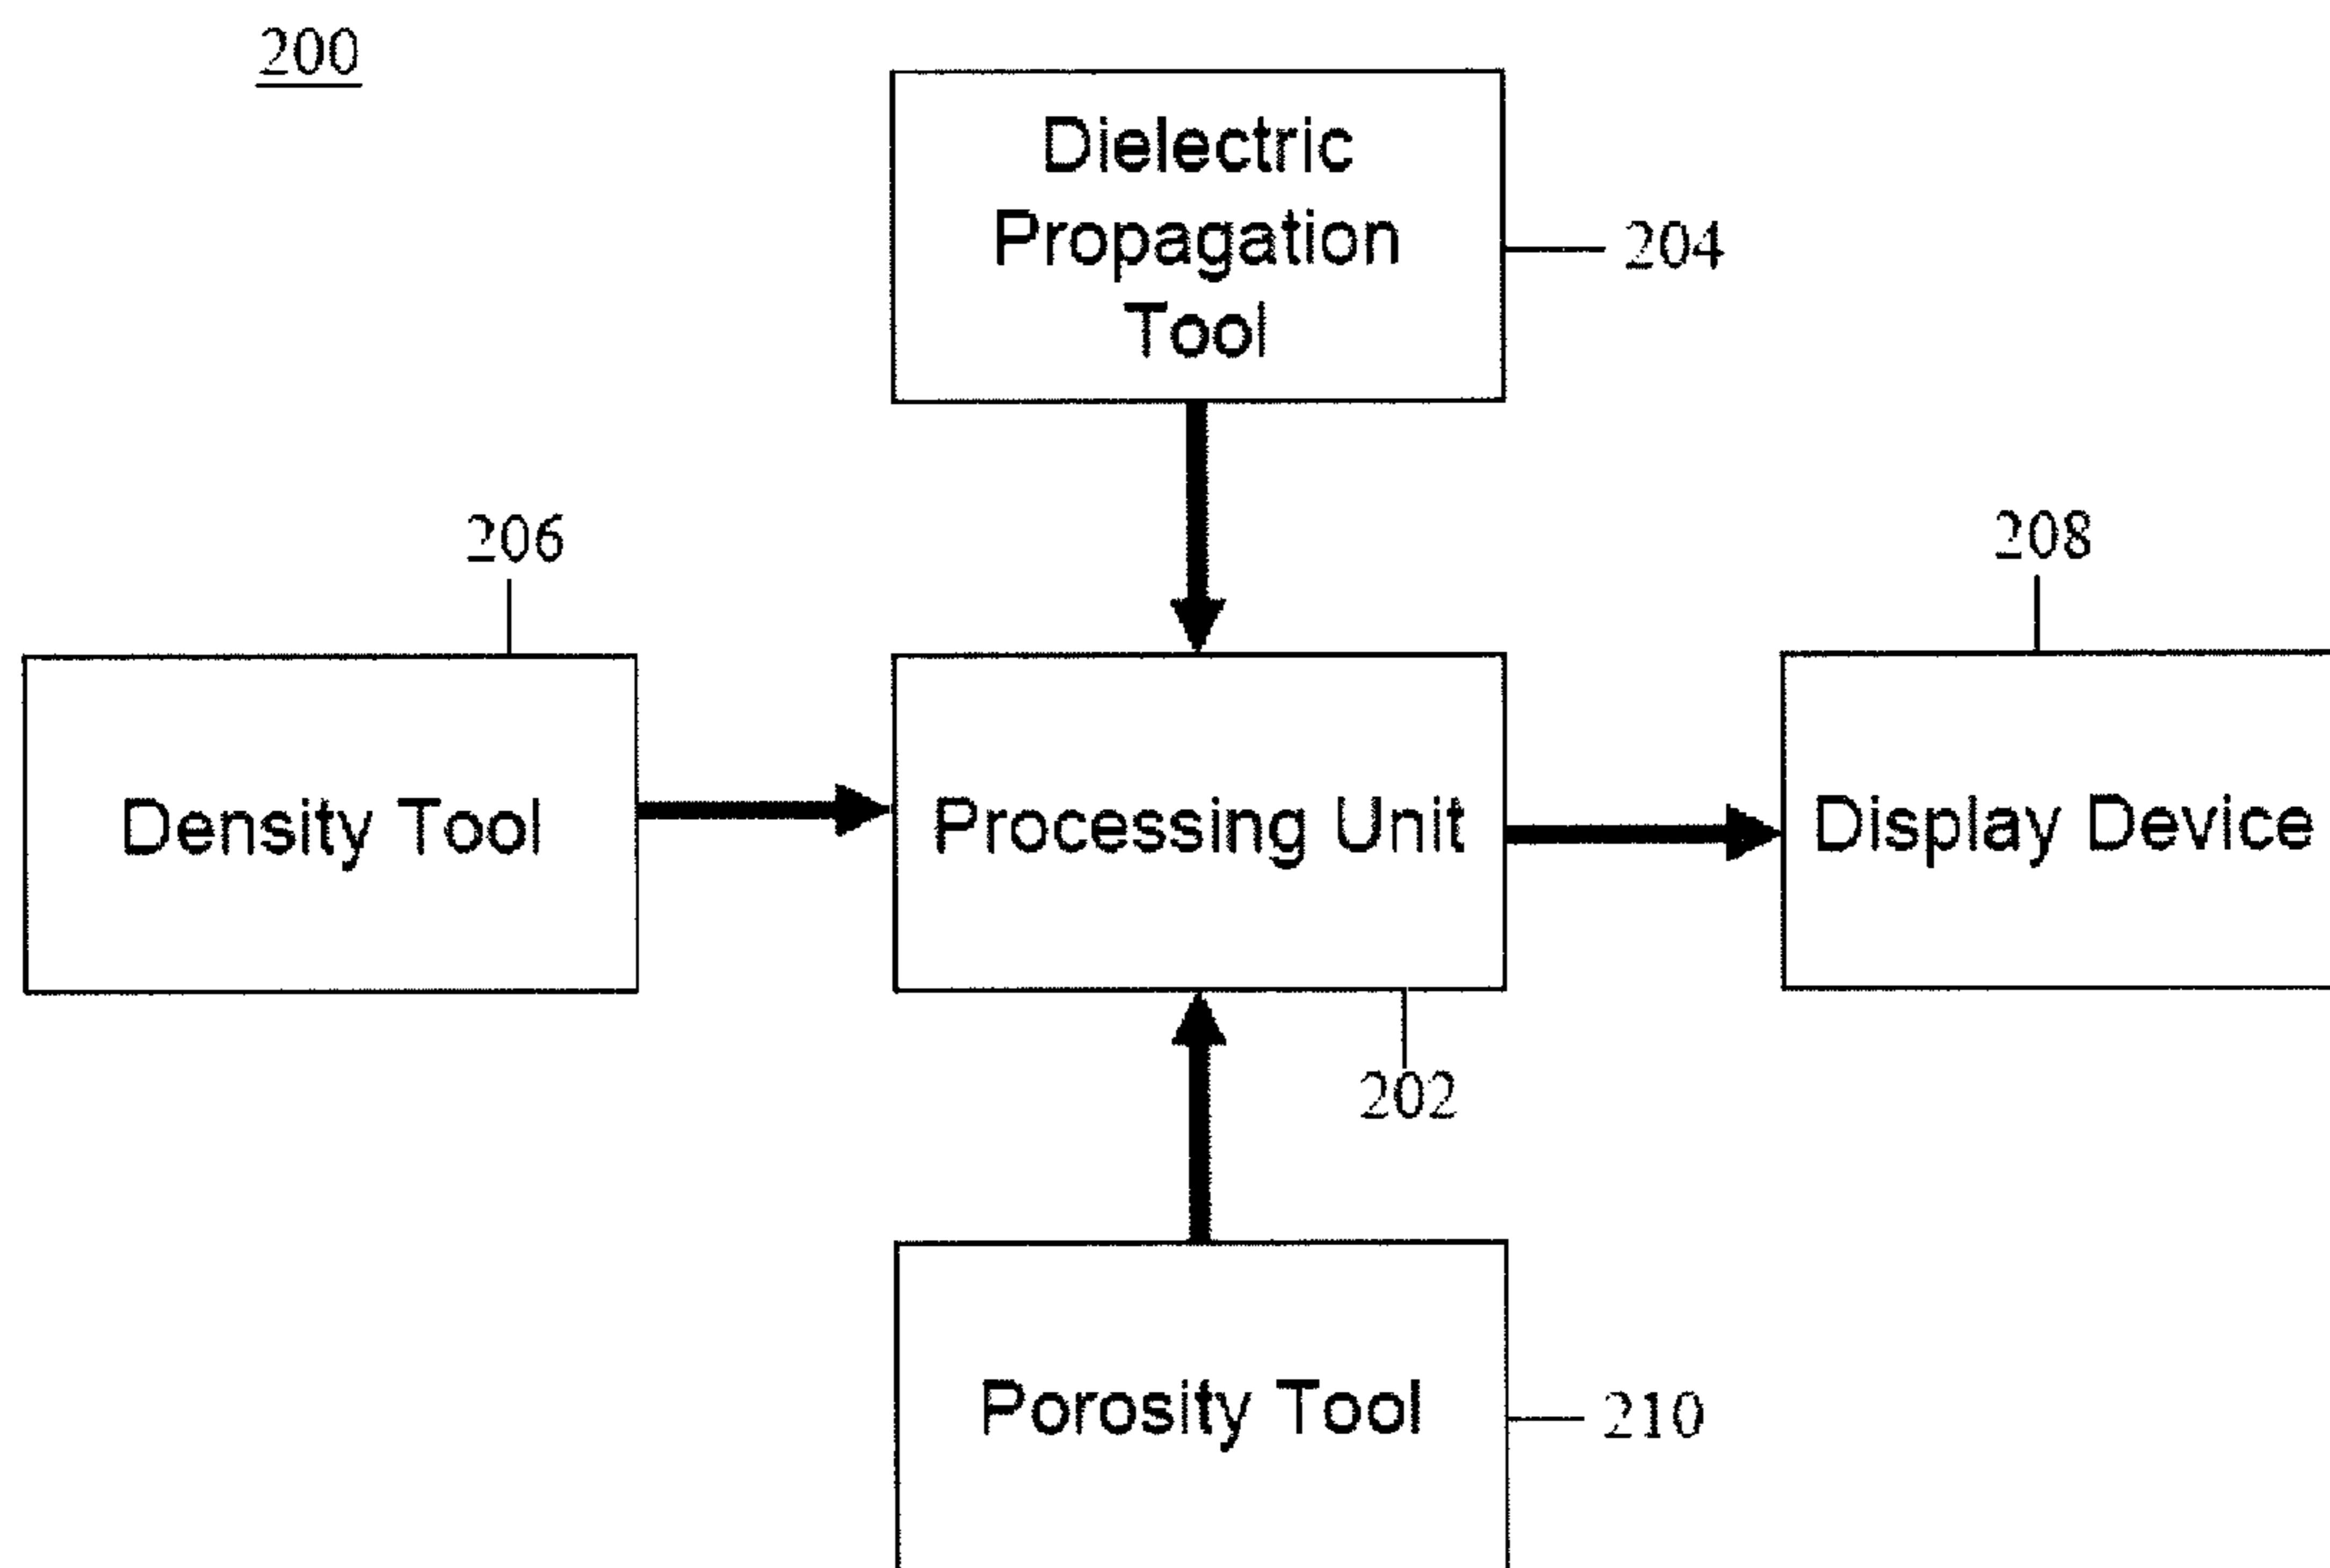 200
Dielectric
Propagation
Tool
204
206
208
Density Tool
Processing Unit
Display Device
202
Porosity Tool
210